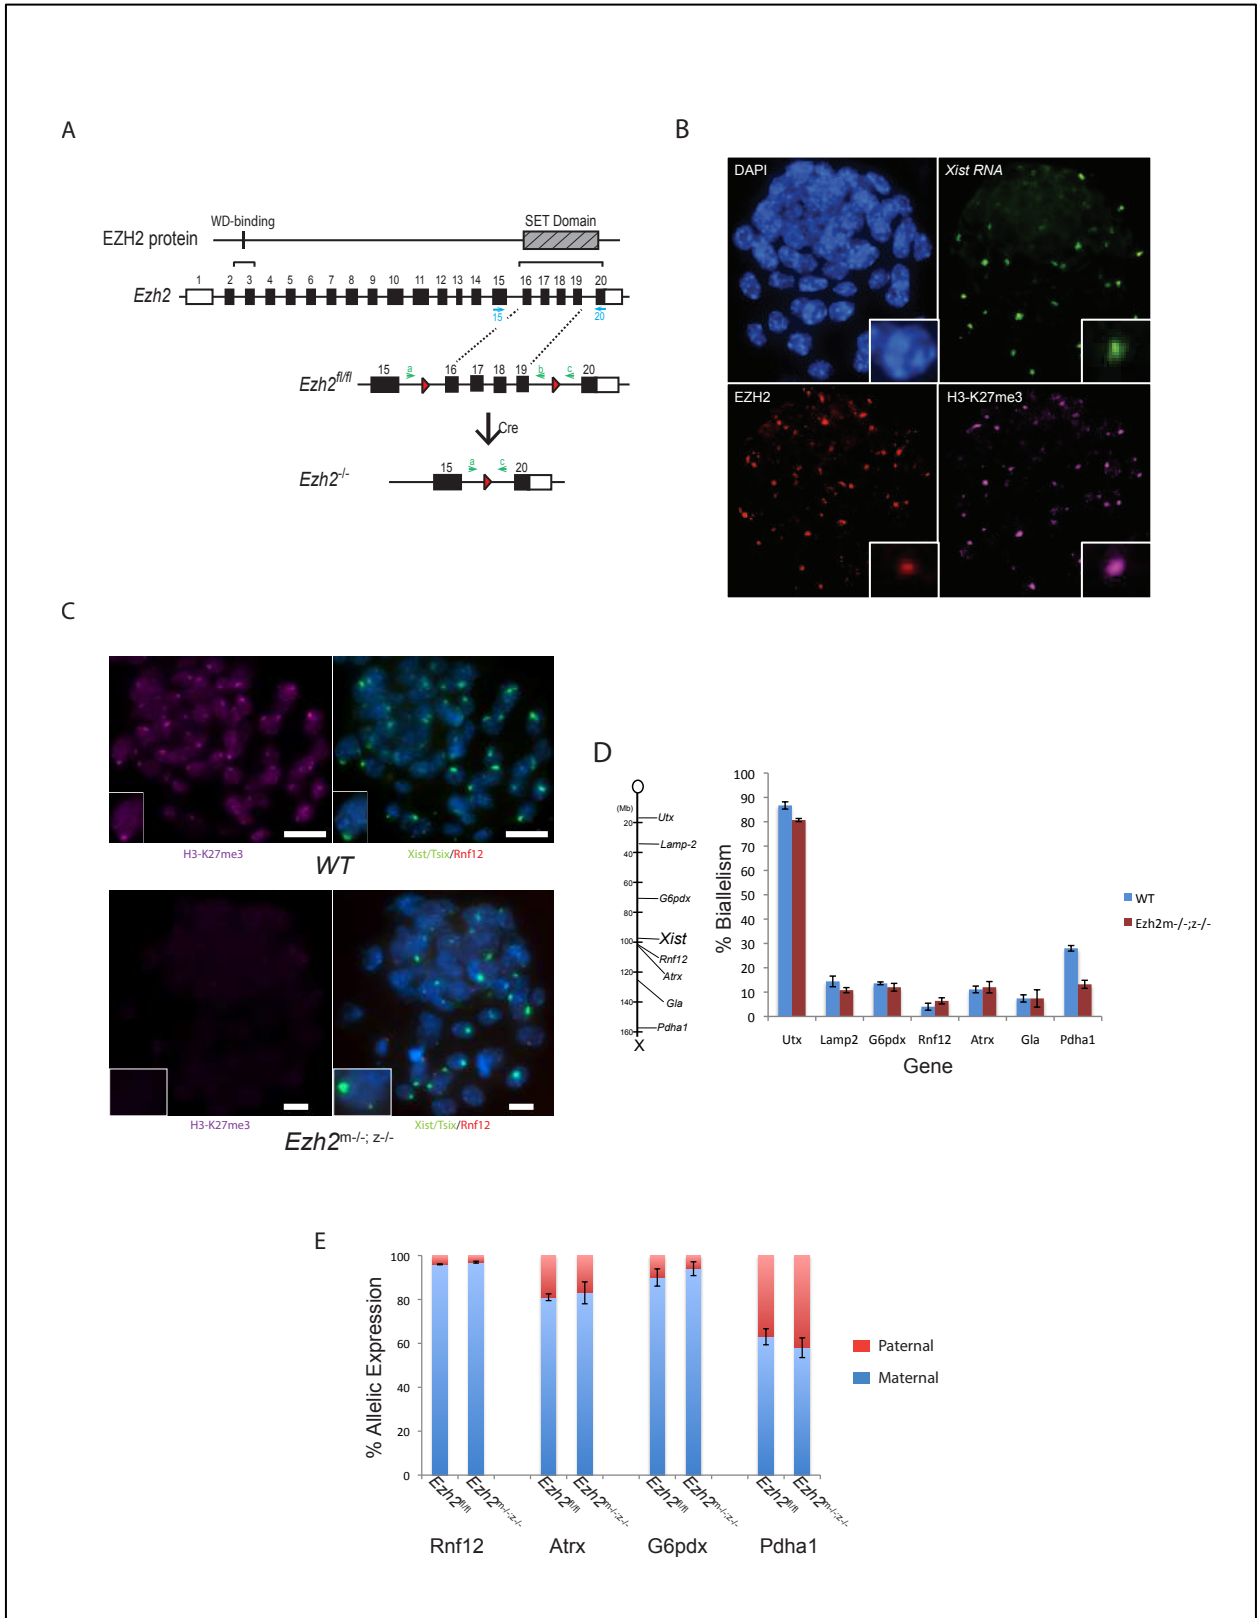 A
WD-binding
SET Domain
EZH2 protein
1 2 3 4 5 6 7 8 9 10 11 12 13 14 15 16 17 18 19 20
Ezh2
15 20
15 a 16 17 18 19 b c 20
Ezh2fl/fl
Cre
15 a c 20
Ezh2-/-
B
DAPI
Xist RNA
EZH2
H3-K27me3
C
H3-K27me3
Xist/Tsix/Rnf12
WT
H3-K27me3
Xist/Tsix/Rnf12
Ezh2m-/-; z-/-
D
(Mb)
20
40
60
80
100
120
140
160
X
Utx
Lamp-2
G6pdx
Xist
Rnf12
Atrx
Gla
Pdha1
% Biallelism
100
90
80
70
60
50
40
30
20
10
0
Utx Lamp2 G6pdx Rnf12 Atrx Gla Pdha1
Gene
WT
Ezh2m-/-;z-/-
E
% Allelic Expression
100
80
60
40
20
0
Ezh2fl/fl Ezh2m-/-;z-/- Ezh2fl/fl Ezh2m-/-;z-/- Ezh2fl/fl Ezh2m-/-;z-/- Ezh2fl/fl Ezh2m-/-;z-/-
Rnf12 Atrx G6pdx Pdha1
Paternal
Maternal